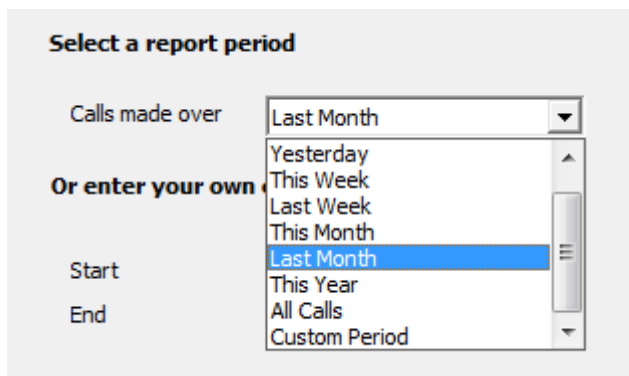 Select a report period
Calls made over
Last Month
Yesterday
This Week
Last Week
This Month
Last Month
This Year
All Calls
Custom Period
Or enter your own
Start
End